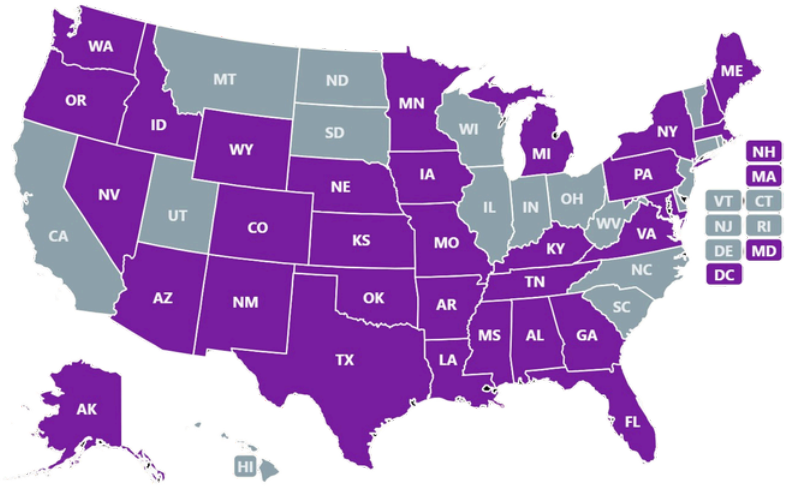 WA
MT
ND
MN
ME
OR
ID
SD
WI
NY
WY
MI
NH
IA
PA
MA
NV
NE
VT
CT
UT
IL
IN
OH
CA
CO
WV
NJ
RI
KS
MO
KY
VA
DE
MD
NC
DC
AZ
NM
OK
TN
AR
SC
MS
AL
GA
TX
LA
AK
FL
HI